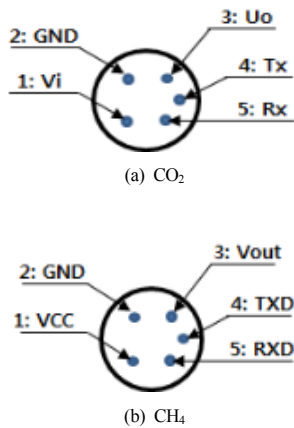 3: Uo
2: GND
4: Tx
1: Vi
5: Rx
(a) CO₂
3: Vout
2: GND
4: TXD
1: VCC
5: RXD
(b) CH₄